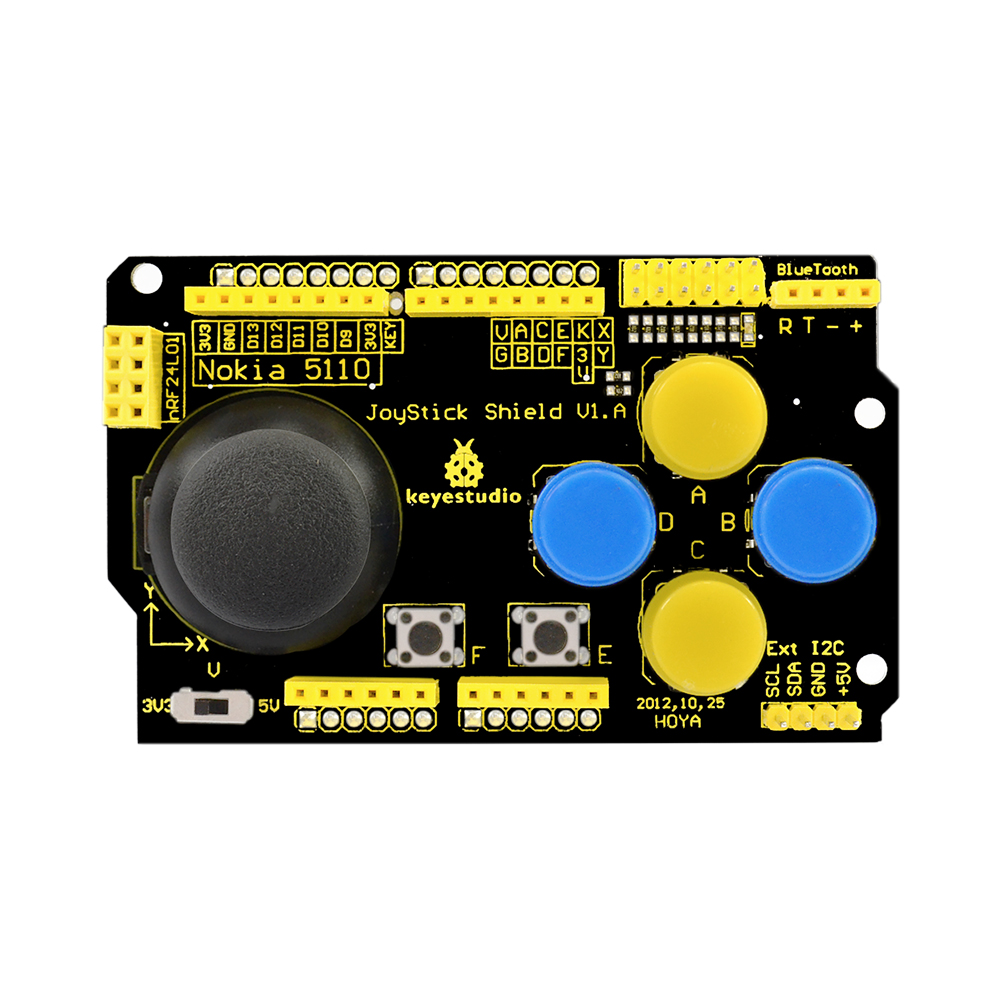 BlueTooth
R T - +
3V3 GND D13 D12 D11 D10 D9 3V3 KEY
V A C E K X
G B D F 3 Y
Nokia 5110
nRF24L01
JoyStick Shield V1.A
keyestudio
A
D B
C
Y
X
V
F
E
3V3
5V
Ext I2C
SCL SDA GND +5V
2012,10,25
HOYA